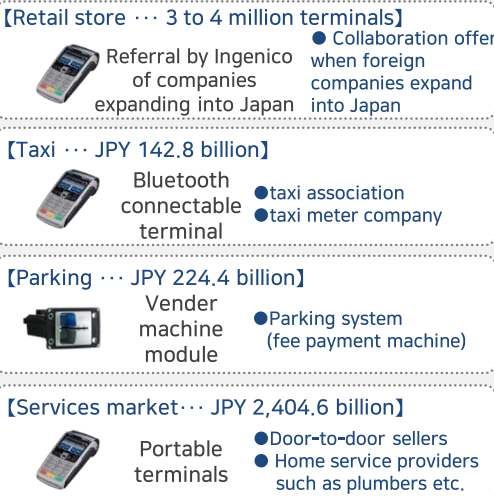 【Retail store ･･･ 3 to 4 million terminals】
Referral by Ingenico
of companies
expanding into Japan
● Collaboration offer
when foreign
companies expand
into Japan
【Taxi ･･･ JPY 142.8 billion】
Bluetooth
connectable
terminal
●taxi association
●taxi meter company
【Parking ･･･ JPY 224.4 billion】
Vender
machine
module
●Parking system
(fee payment machine)
【Services market･･･ JPY 2,404.6 billion】
Portable
terminals
●Door-to-door sellers
● Home service providers
such as plumbers etc.